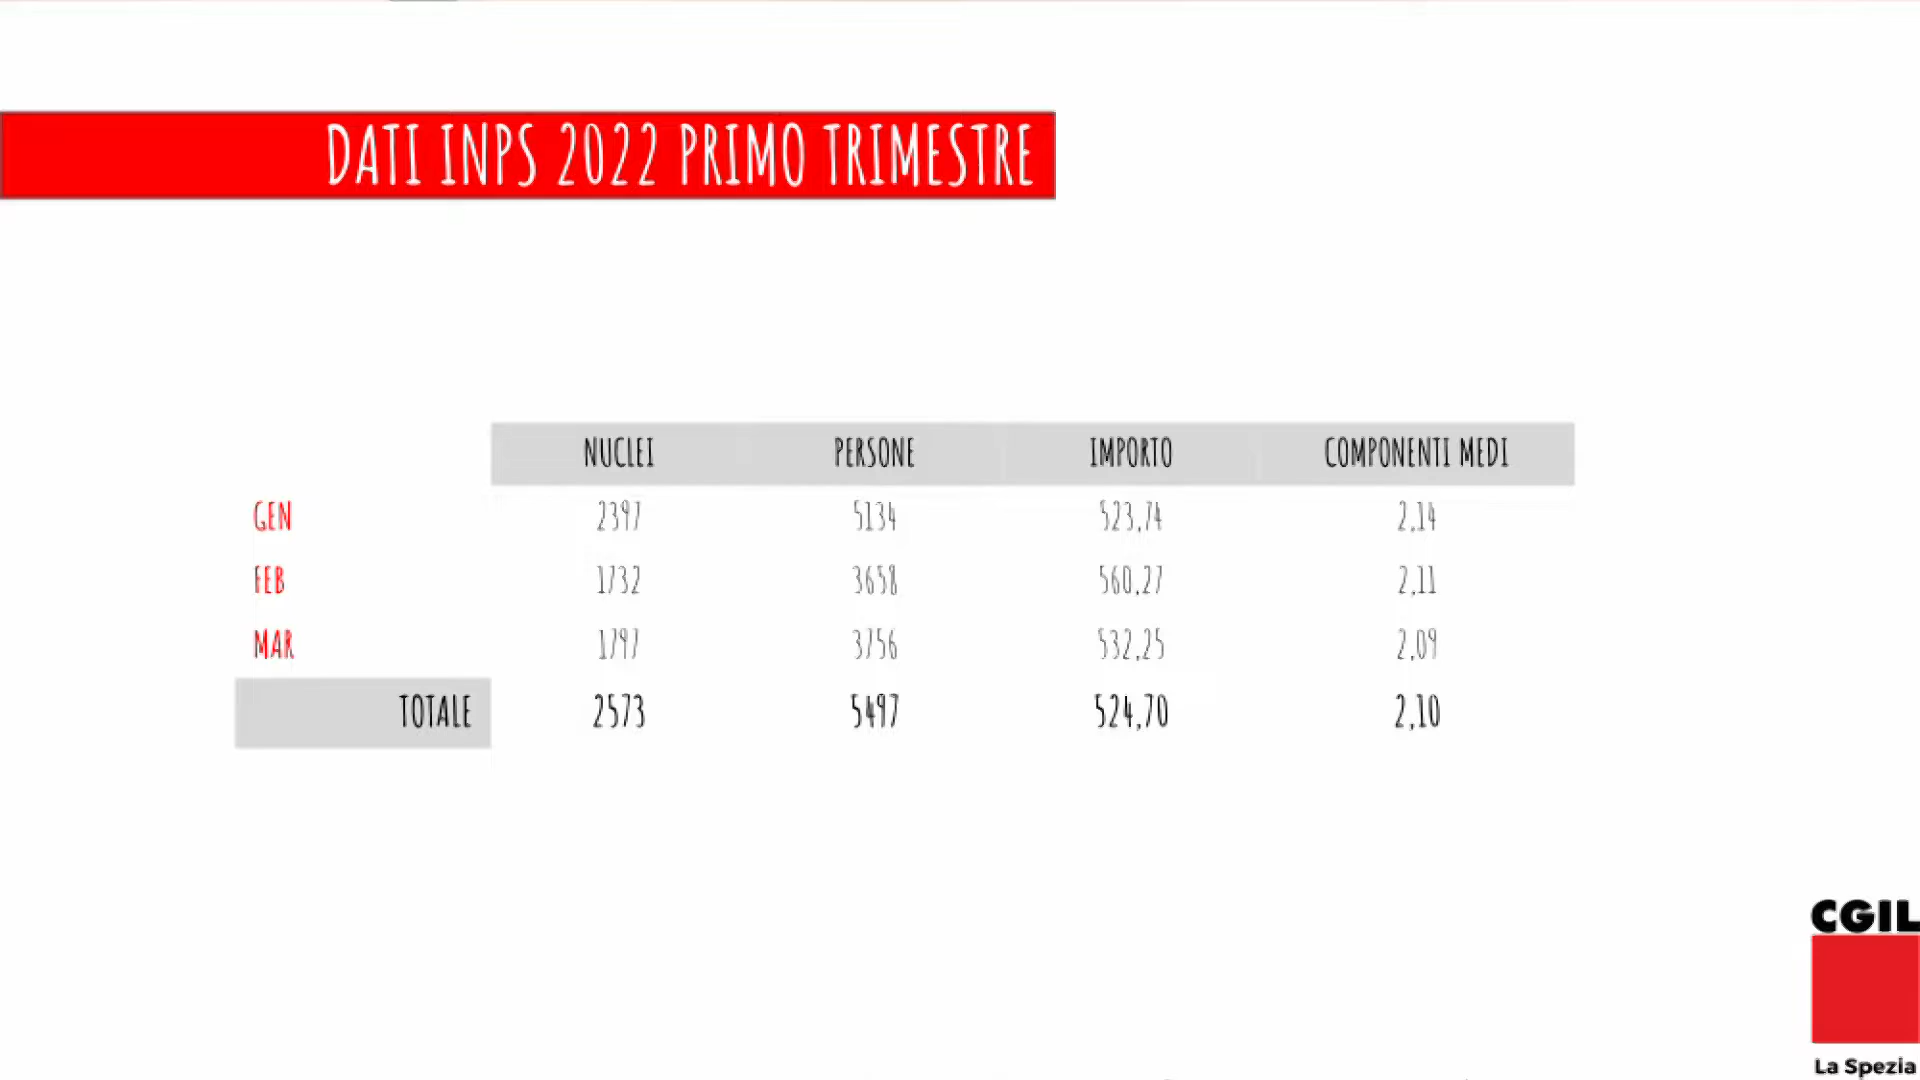 DATI INPS 2022 PRIMO TRIMESTRE
NUCLEI PERSONE IMPORTO COMPONENTI MEDI
GEN 2397 5134 523,74 2,14
FEB 1732 3658 560,27 2,11
MAR 1797 3756 532,25 2,09
TOTALE 2573 5497 524,70 2,10
CGIL
La Spezia